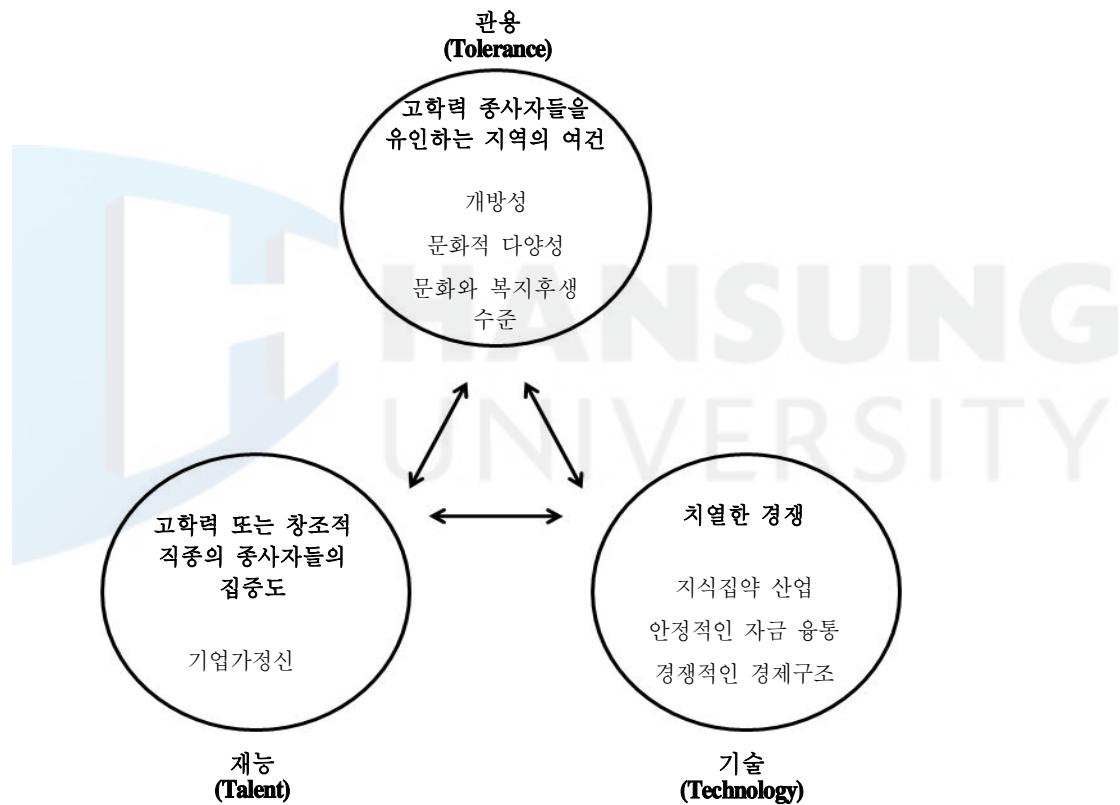 관용
(Tolerance)
고학력 종사자들을
유인하는 지역의 여건
개방성
문화적 다양성
문화와 복지후생
수준
HANSUNG
UNIVERSITY
고학력 또는 창조적
직종의 종사자들의
집중도
기업가정신
재능
(Talent)
치열한 경쟁
지식집약 산업
안정적인 자금 융통
경쟁적인 경제구조
기술
(Technology)